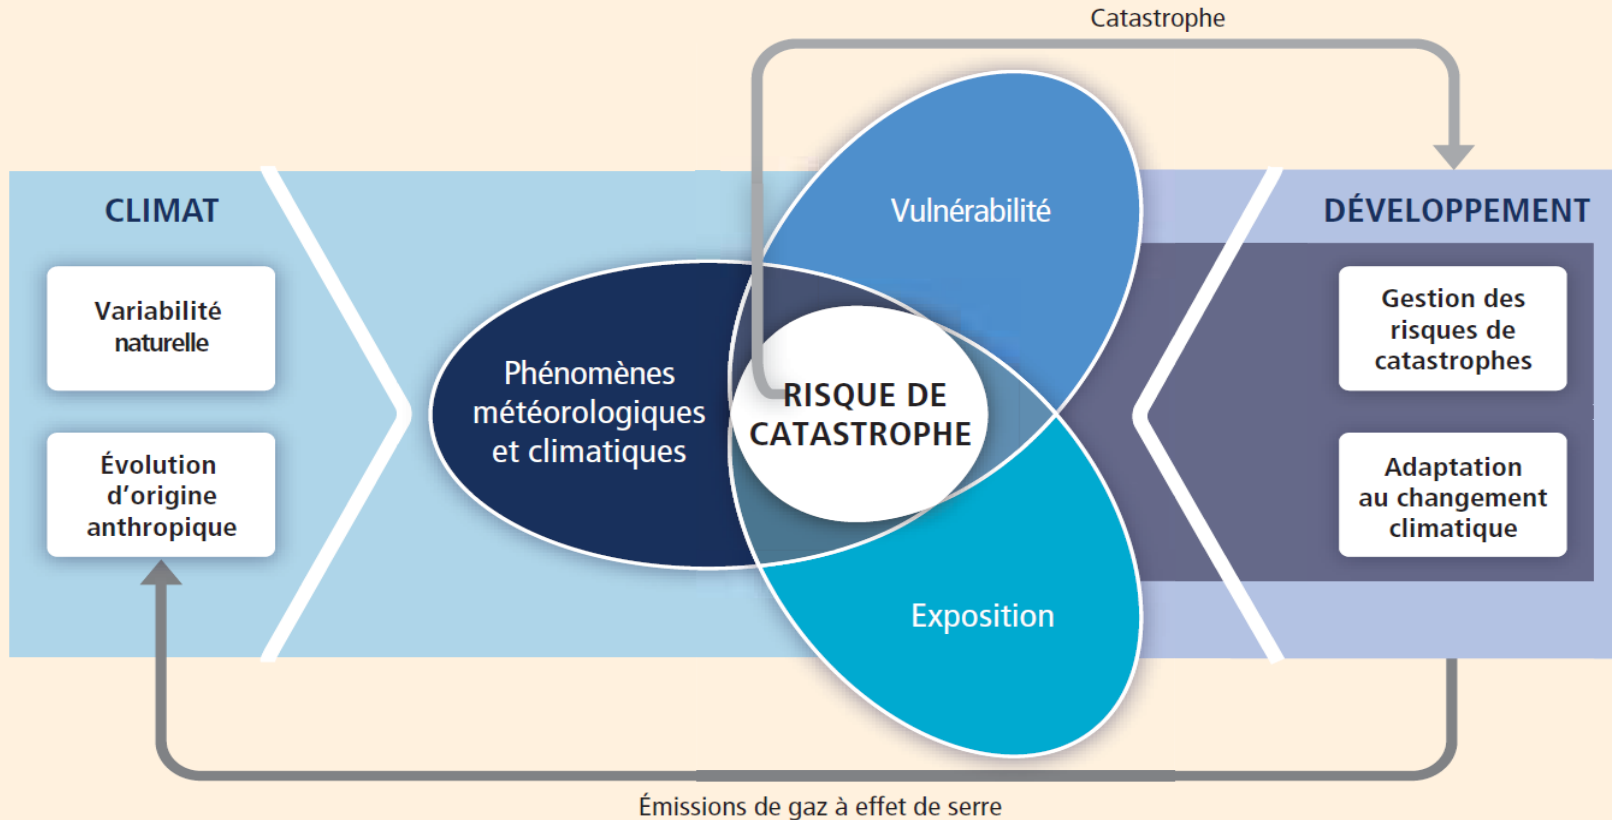 Catastrophe
CLIMAT
Variabilité
naturelle
Évolution
d’origine
anthropique
Phénomènes
météorologiques
et climatiques
Vulnérabilité
RISQUE DE
CATASTROPHE
Exposition
DÉVELOPPEMENT
Gestion des
risques de
catastrophes
Adaptation
au changement
climatique
Émissions de gaz à effet de serre